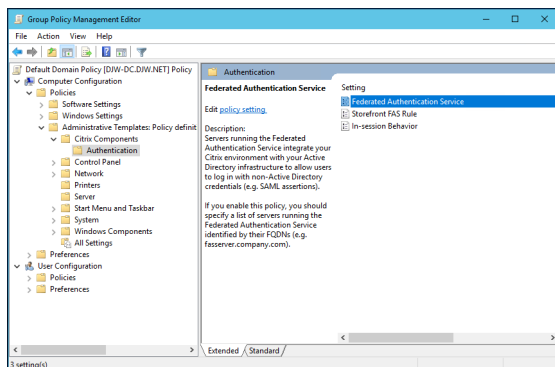 Group Policy Management Editor
File Action View Help
Default Domain Policy [DJW-DC.DJW.NET] Policy
Computer Configuration
Policies
Software Settings
Windows Settings
Administrative Templates: Policy definit
Citrix Components
Authentication
Control Panel
Network
Printers
Server
Start Menu and Taskbar
System
Windows Components
All Settings
Preferences
User Configuration
Policies
Preferences
Authentication
Federated Authentication Service
Edit policy setting
Description:
Servers running the Federated
Authentication Service integrate your
Citrix environment with your Active
Directory infrastructure to allow users
to log in with non-Active Directory
credentials (e.g. SAML assertions).
If you enable this policy, you should
specify a list of servers running the
Federated Authentication Service
identified by their FQDNs (e.g.
fasserver.company.com).
Setting
Federated Authentication Service
Storefront FAS Rule
In-session Behavior
Extended Standard
3 setting(s)